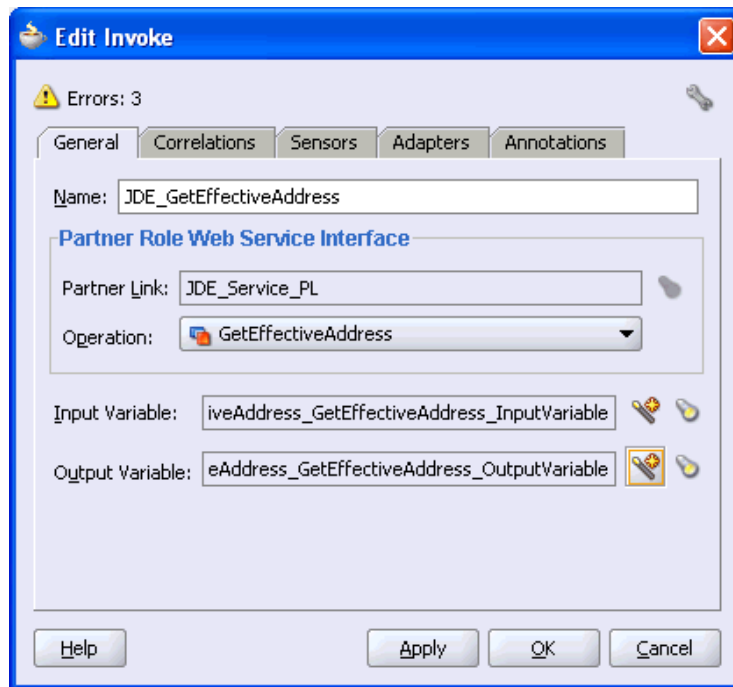 Edit Invoke
Errors: 3
General Correlations Sensors Adapters Annotations
Name: JDE_GetEffectiveAddress
Partner Role Web Service Interface
Partner Link: JDE_Service_PL
Operation: GetEffectiveAddress
Input Variable: iveAddress_GetEffectiveAddress_InputVariable
Output Variable: eAddress_GetEffectiveAddress_OutputVariable
Help Apply OK Cancel